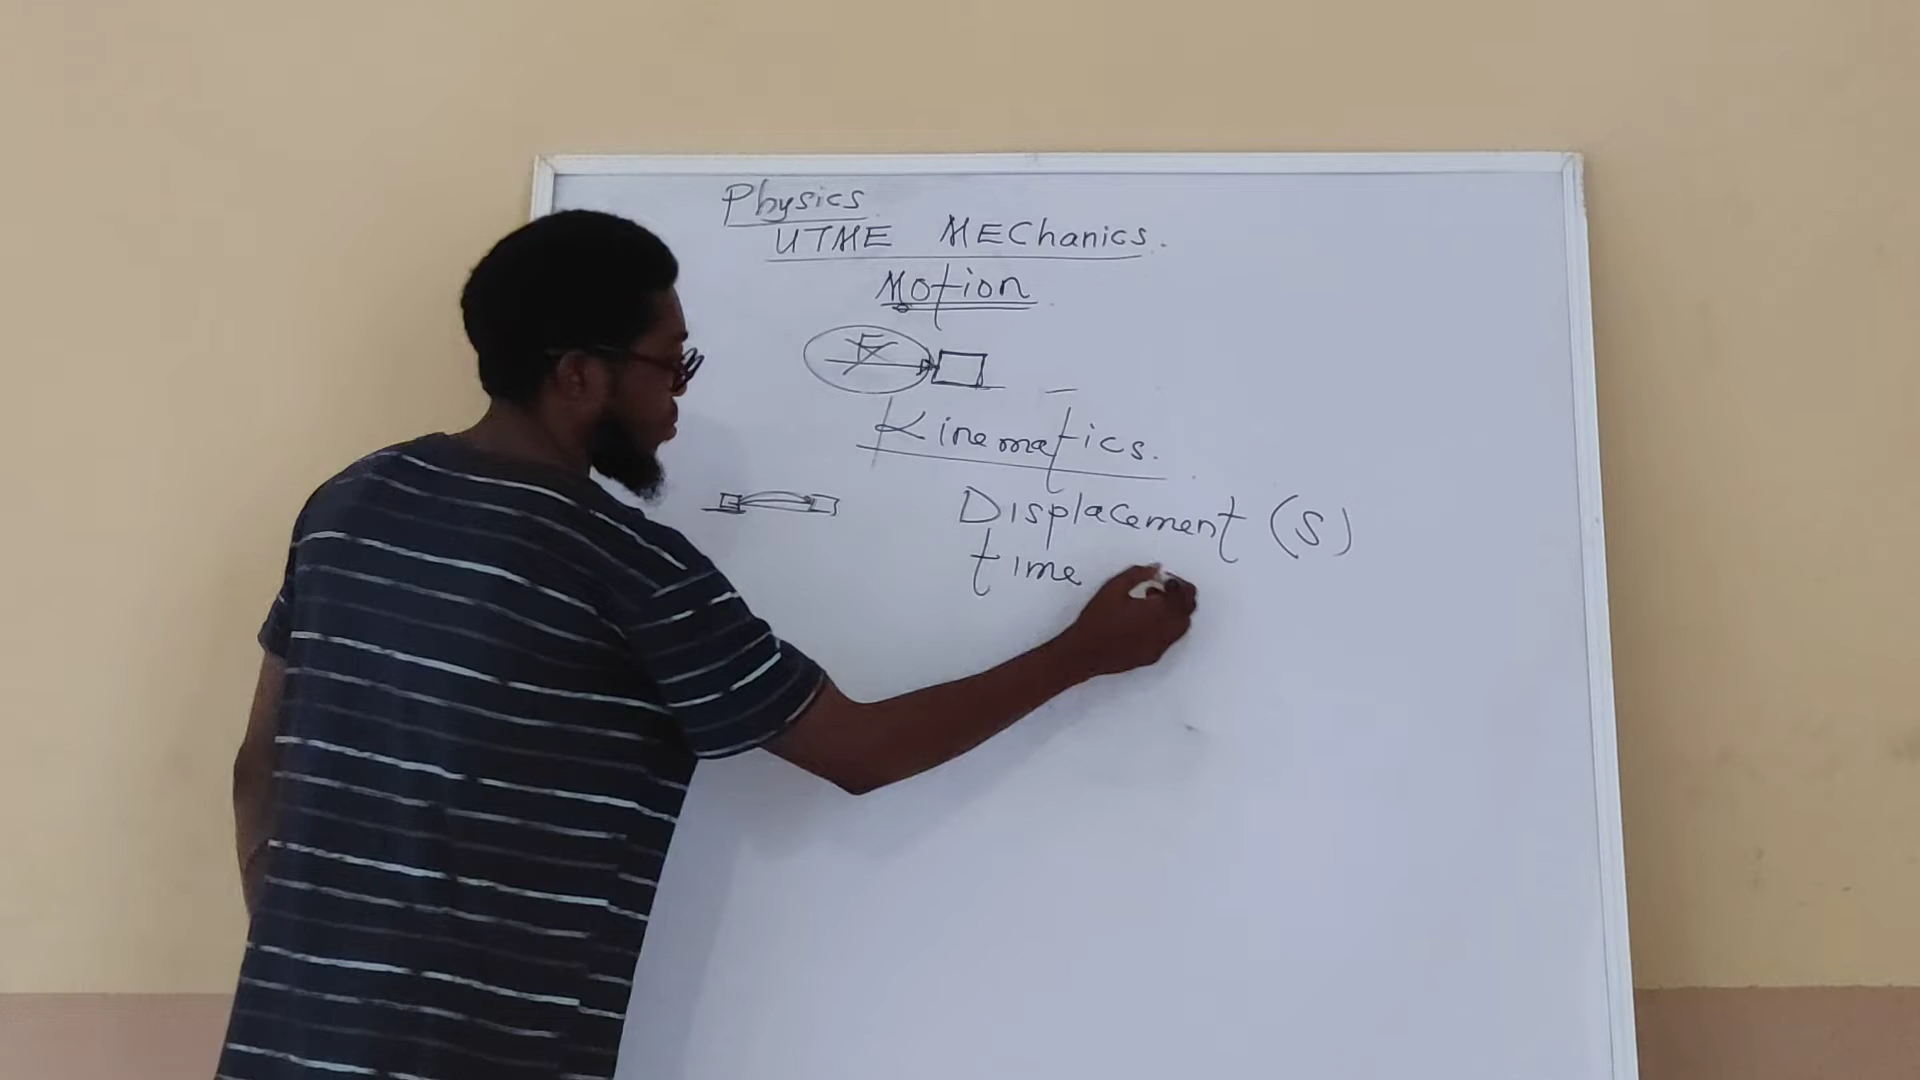 Physics
UTME MEChanics.
Motion
F
Kinematics.
Displacement (S)
time